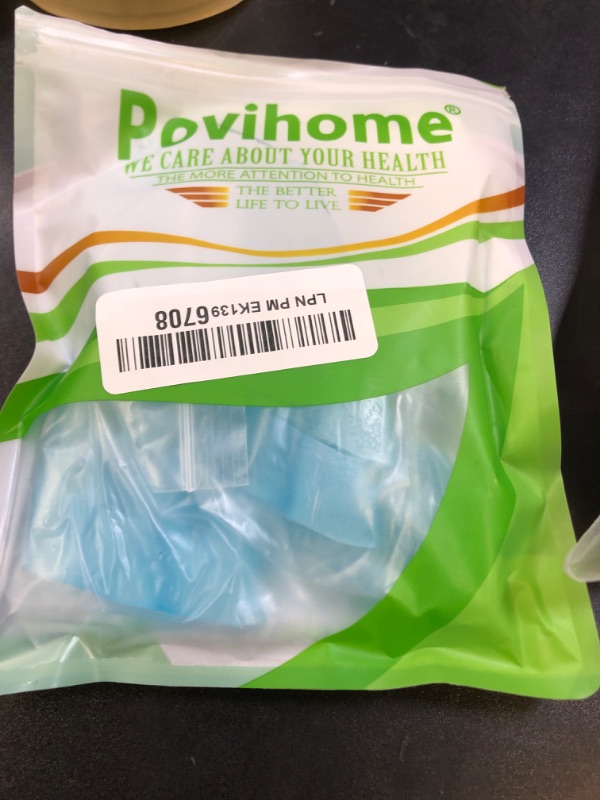 Povihome®
WE CARE ABOUT YOUR HEALTH
THE MORE ATTENTION TO HEALTH
THE BETTER
LIFE TO LIVE
LPN PM EK1396708